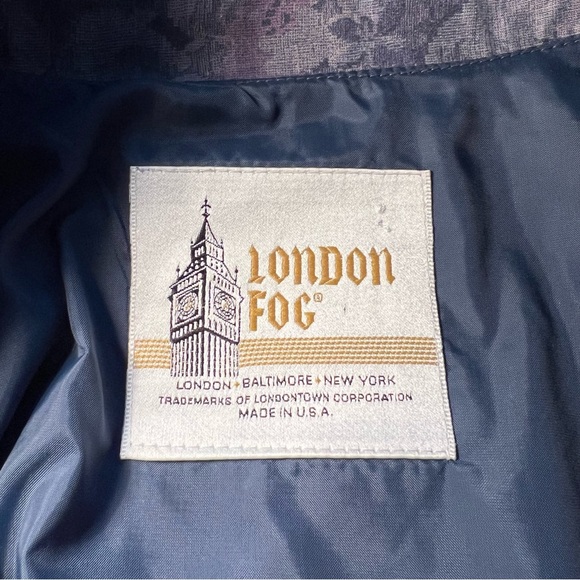 LONDON
FOG®
LONDON ◆ BALTIMORE ◆ NEW YORK
TRADEMARKS OF LONDONTOWN CORPORATION
MADE IN U.S.A.